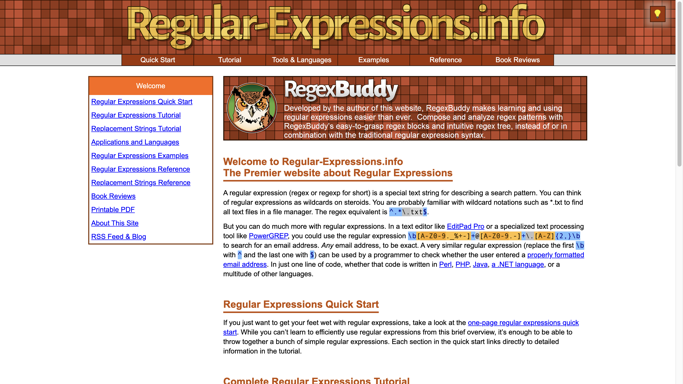 Regular-Expressions.info
Quick Start
Tutorial
Tools & Languages
Examples
Reference
Book Reviews
Welcome
Regular Expressions Quick Start
Regular Expressions Tutorial
Replacement Strings Tutorial
Applications and Languages
Regular Expressions Examples
Regular Expressions Reference
Replacement Strings Reference
Book Reviews
Printable PDF
About This Site
RSS Feed & Blog
RegexBuddy
Developed by the author of this website, RegexBuddy makes learning and using
regular expressions easier than ever. Compose and analyze regex patterns with
RegexBuddy's easy-to-grasp regex blocks and intuitive regex tree, instead of or in
combination with the traditional regular expression syntax.
Welcome to Regular-Expressions.info
The Premier website about Regular Expressions
A regular expression (regex or regexp for short) is a special text string for describing a search pattern. You can think
of regular expressions as wildcards on steroids. You are probably familiar with wildcard notations such as *.txt to find
all text files in a file manager. The regex equivalent is ^.*\.txt$.
But you can do much more with regular expressions. In a text editor like EditPad Pro or a specialized text processing
tool like PowerGREP, you could use the regular expression \b[A-Z0-9._%+-]+@[A-Z0-9.-]+\.[A-Z]{2,}\b
to search for an email address. Any email address, to be exact. A very similar regular expression (replace the first \b
with ^ and the last one with $) can be used by a programmer to check whether the user entered a properly formatted
email address. In just one line of code, whether that code is written in Perl, PHP, Java, a .NET language, or a
multitude of other languages.
Regular Expressions Quick Start
If you just want to get your feet wet with regular expressions, take a look at the one-page regular expressions quick
start. While you can't learn to efficiently use regular expressions from this brief overview, it's enough to be able to
throw together a bunch of simple regular expressions. Each section in the quick start links directly to detailed
information in the tutorial.
Complete Regular Expressions Tutorial